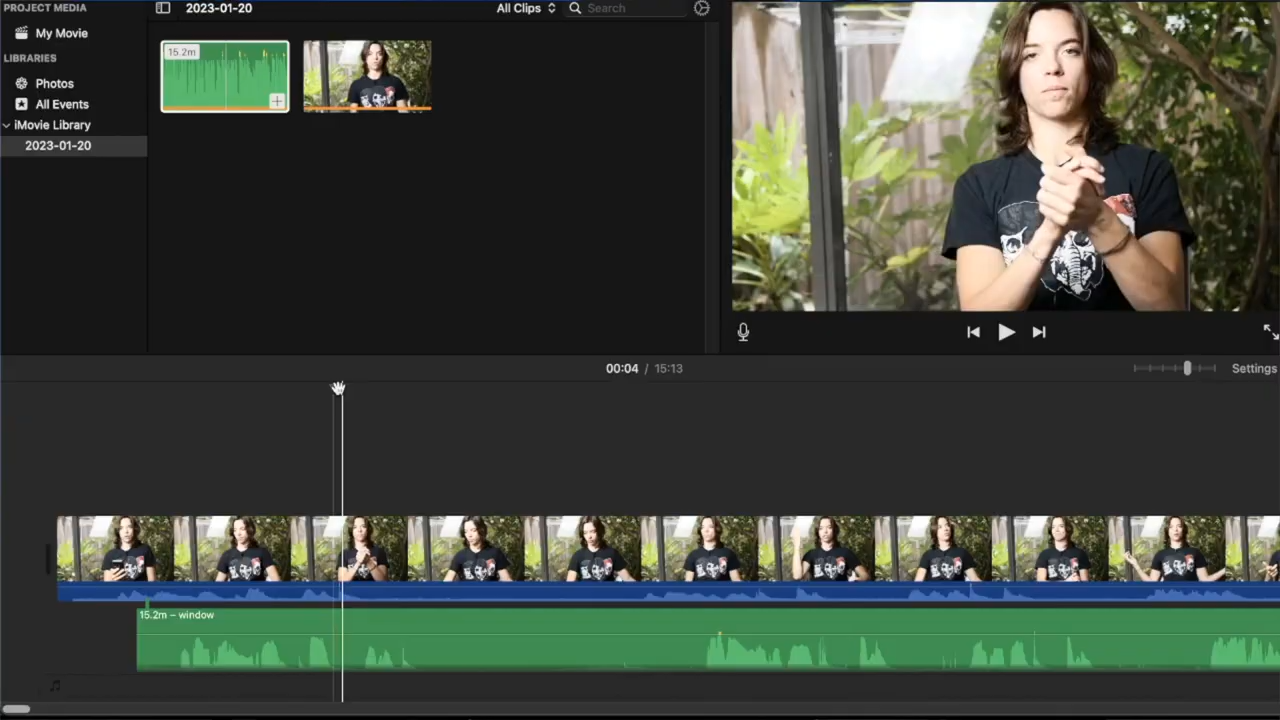 PROJECT MEDIA
My Movie
LIBRARIES
Photos
All Events
iMovie Library
2023-01-20
2023-01-20
All Clips
Search
15.2m
00:04 / 15:13
Settings
15.2m – window